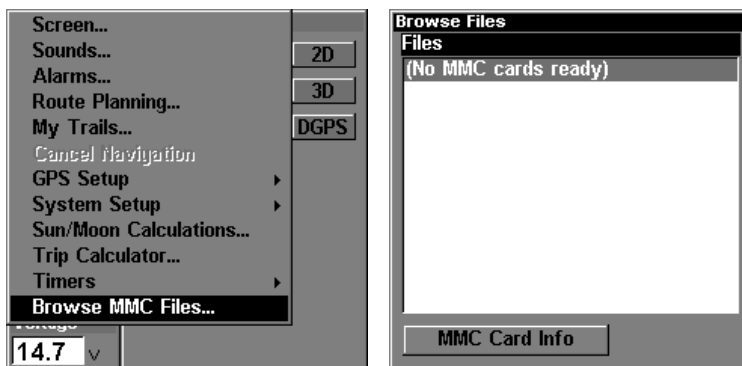 Screen...
Sounds...
Alarms...
Route Planning...
My Trails...
Cancel Navigation
GPS Setup
System Setup
Sun/Moon Calculations...
Trip Calculator...
Timers
Browse MMC Files...
2D
3D
DGPS
Voltage
14.7 V
Browse Files
Files
(No MMC cards ready)
MMC Card Info